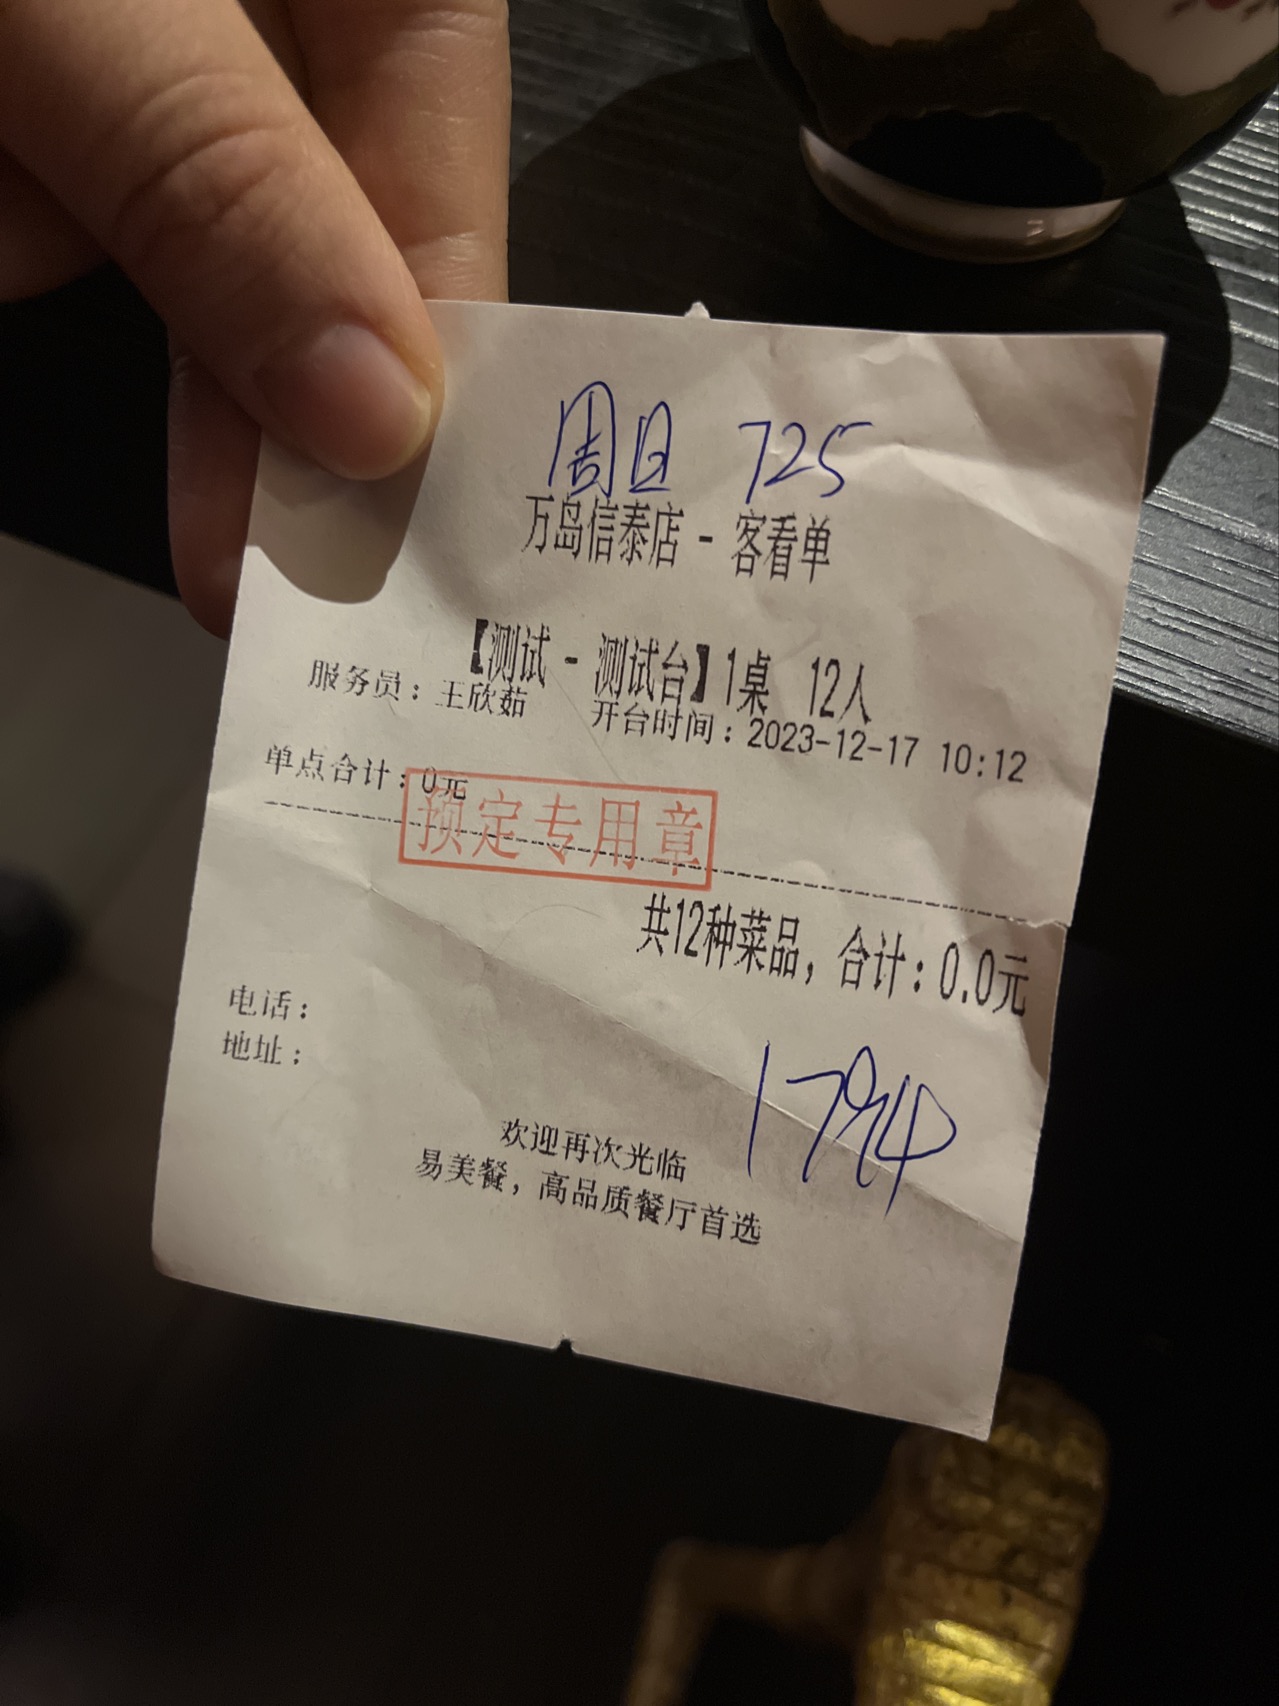 周日 725
万岛信泰店 - 客看单
【测试 - 测试台】1桌 12人
服务员：王欣茹 开台时间：2023-12-17 10:12
单点合计：0元
预定专用章
共12种菜品，合计：0.0元
电话：
地址：
1794
欢迎再次光临
易美餐，高品质餐厅首选